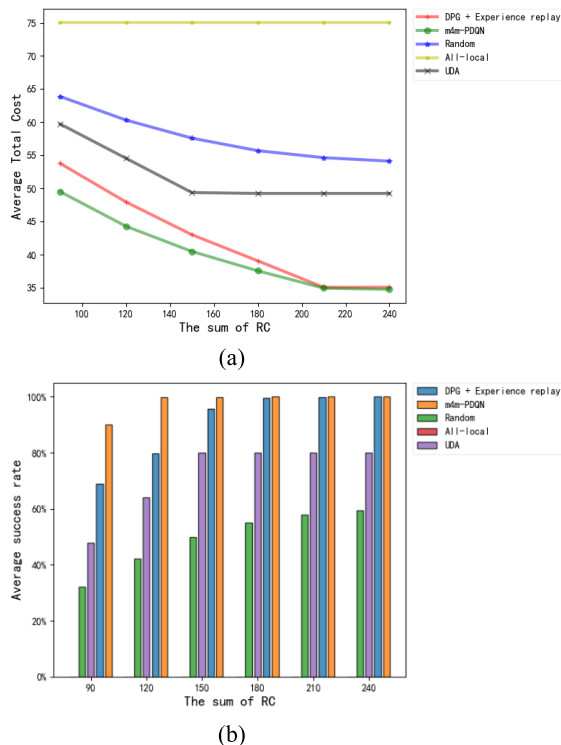 75
70
65
60
55
50
45
40
35
Average Total Cost
100
120
140
160
180
200
220
240
The sum of RC
DPG + Experience replay
m4m-PDQN
Random
All-local
UDA
(a)
100%
80%
60%
40%
20%
0%
Average success rate
90
120
150
180
210
240
The sum of RC
DPG + Experience replay
m4m-PDQN
Random
All-local
UDA
(b)